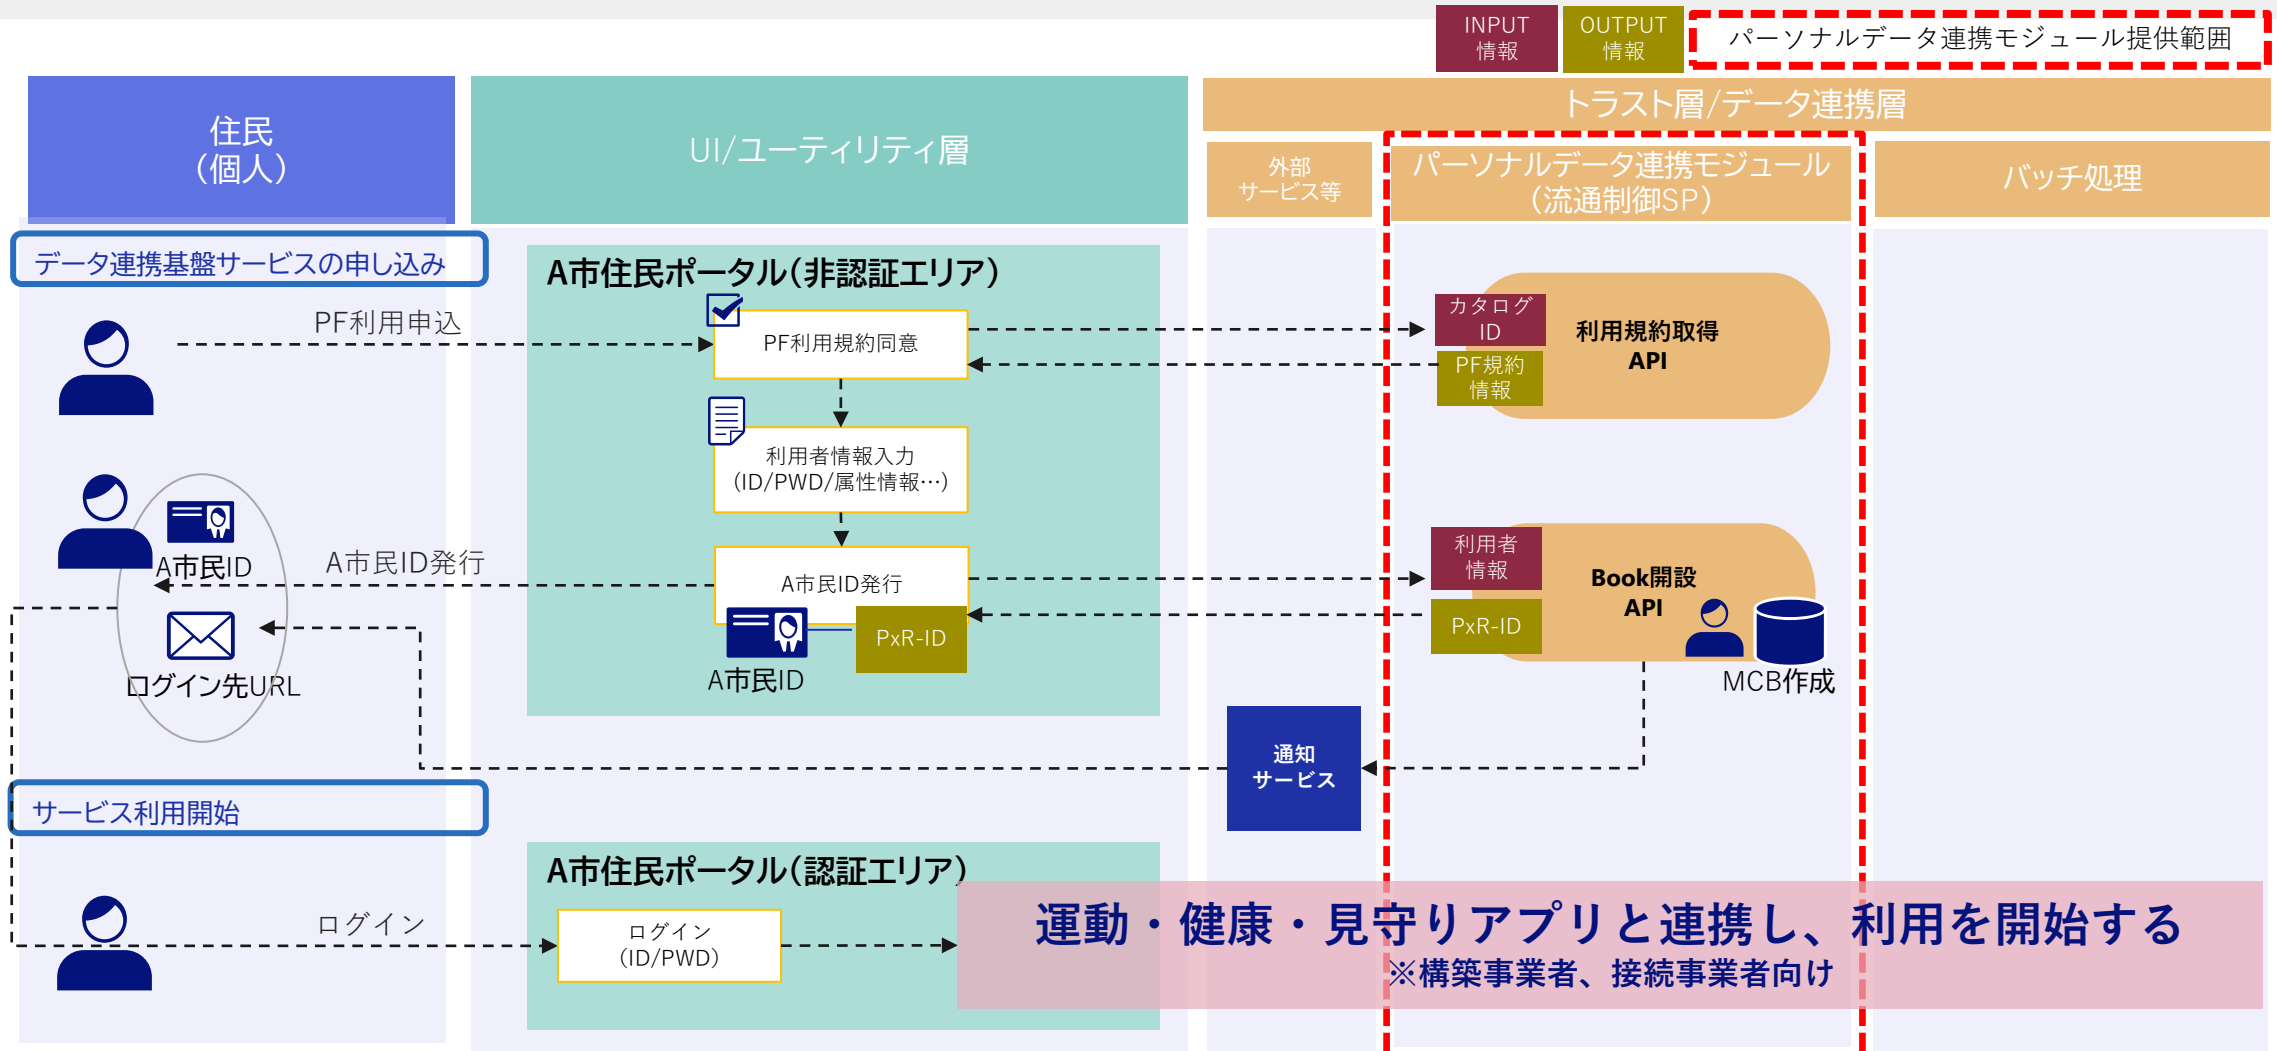 INPUT
情報
OUTPUT
情報
パーソナルデータ連携モジュール提供範囲
住民
（個人）
UI/ユーティリティ層
トラスト層/データ連携層
外部
サービス等
パーソナルデータ連携モジュール
（流通制御SP）
バッチ処理
データ連携基盤サービスの申し込み
A市住民ポータル（非認証エリア）
PF利用申込
PF利用規約同意
カタログ
ID
PF規約
情報
利用規約取得
API
利用者情報入力
(ID/PWD/属性情報…)
A市民ID
A市民ID発行
A市民ID発行
利用者
情報
PxR-ID
Book開設
API
PxR-ID
A市民ID
MCB作成
ログイン先URL
通知
サービス
サービス利用開始
A市住民ポータル（認証エリア）
ログイン
ログイン
(ID/PWD)
運動・健康・見守りアプリと連携し、利用を開始する
※構築事業者、接続事業者向け